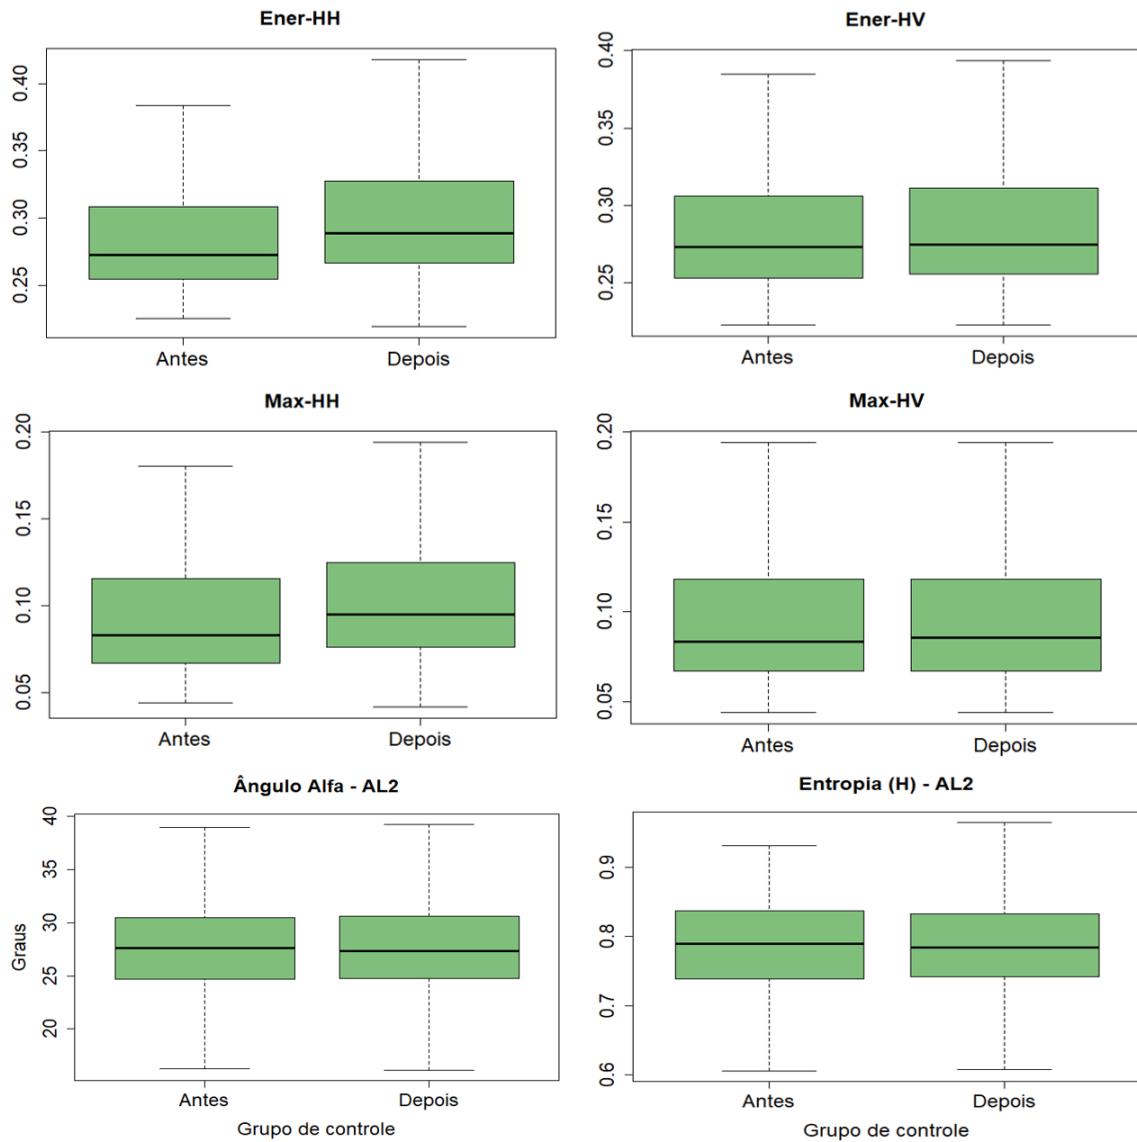 Ener-HH
0.40
0.35
0.30
0.25
Antes Depois
Ener-HV
0.40
0.35
0.30
0.25
Antes Depois
Max-HH
0.20
0.15
0.10
0.05
Antes Depois
Max-HV
0.20
0.15
0.10
0.05
Antes Depois
Ângulo Alfa - AL2
Graus
40
35
30
25
20
Antes Depois
Grupo de controle
Entropia (H) - AL2
0.9
0.8
0.7
0.6
Antes Depois
Grupo de controle